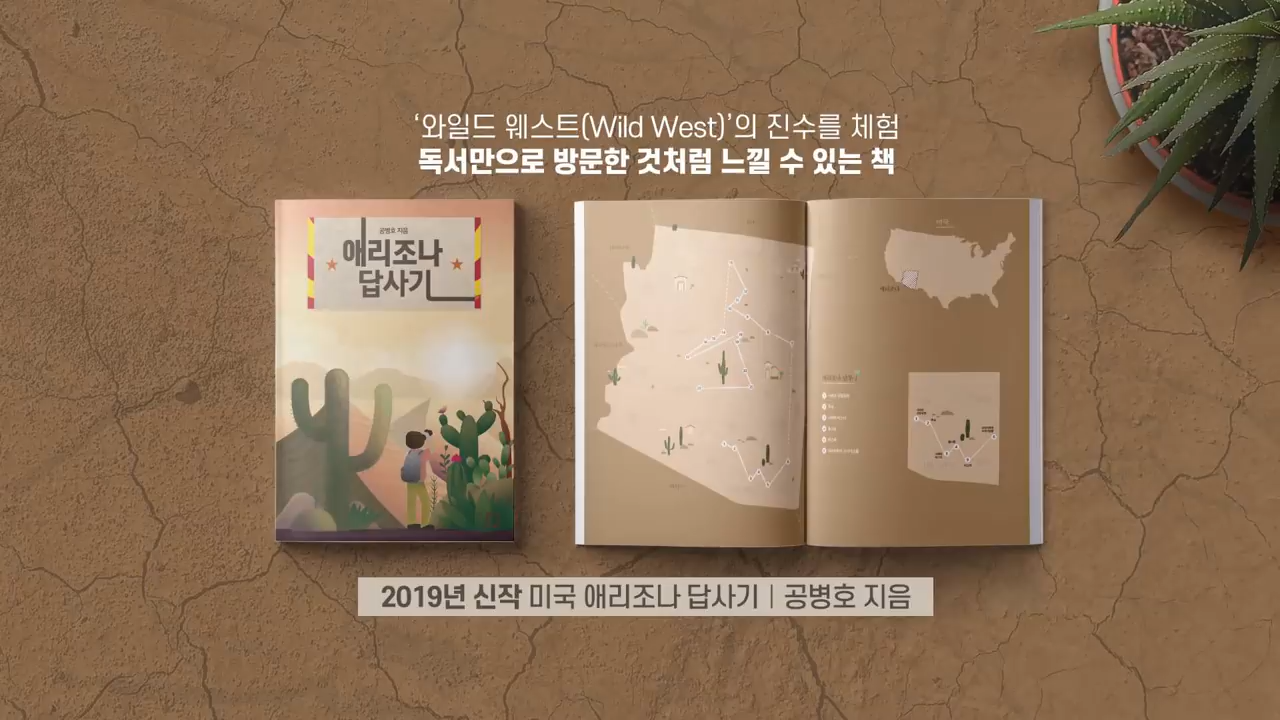 ‘와일드 웨스트(Wild West)’의 진수를 체험
독서만으로 방문한 것처럼 느낄 수 있는 책
공병호 지음
애리조나
답사기
2019년 신작 미국 애리조나 답사기 | 공병호 지음